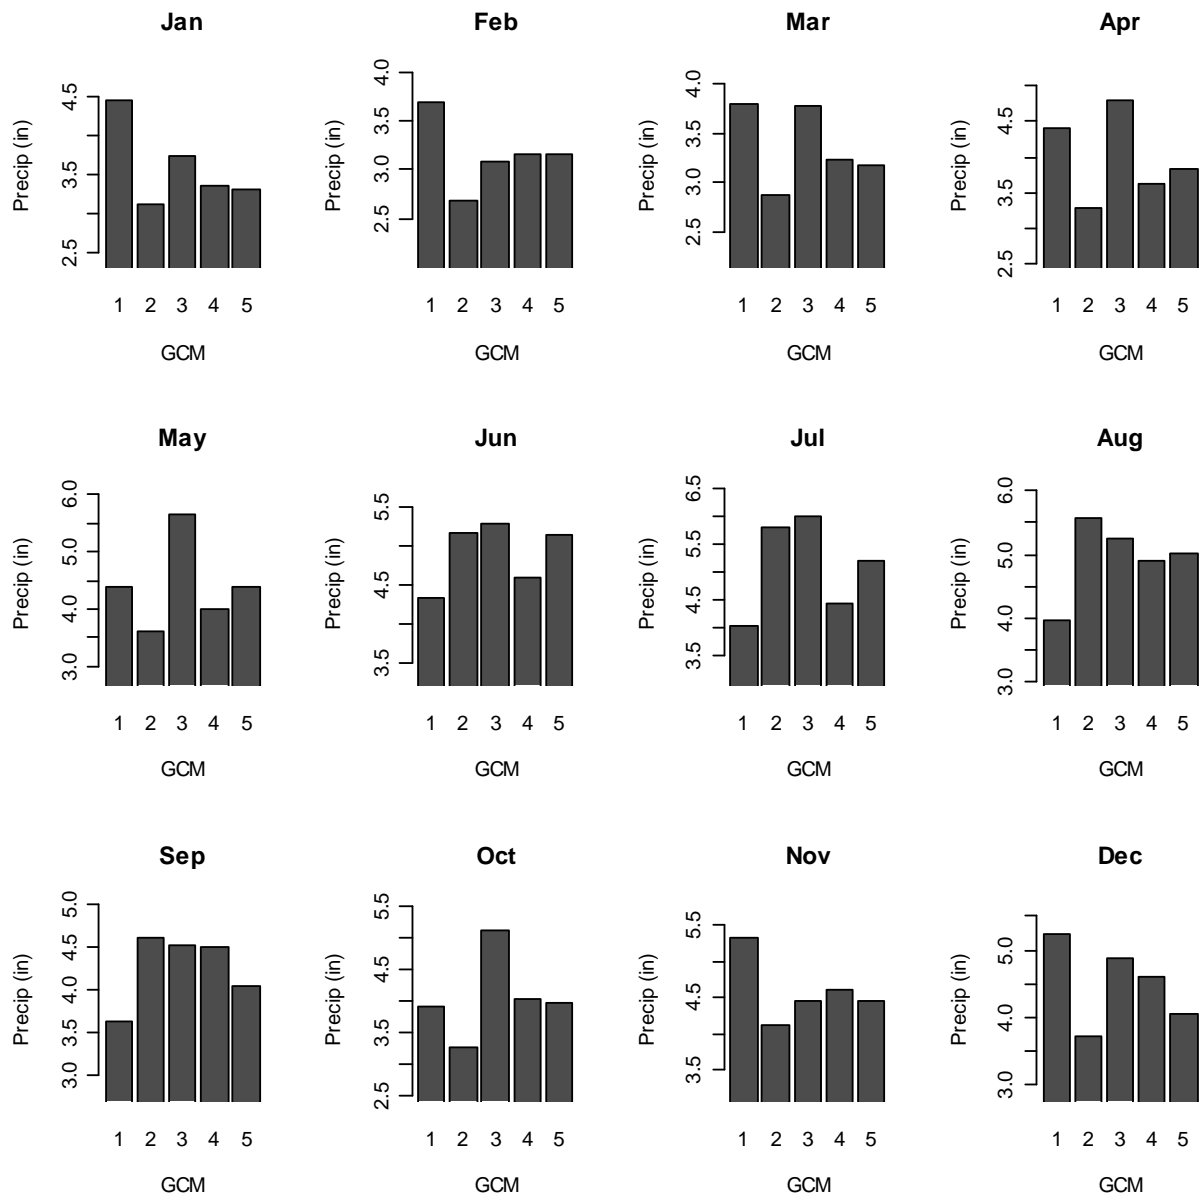 Jan Feb Mar Apr
Precip (in) 2.5 3.5 4.5 Precip (in) 2.5 3.0 3.5 4.0 Precip (in) 2.5 3.0 3.5 4.0 Precip (in) 2.5 3.5 4.5
1 2 3 4 5 1 2 3 4 5 1 2 3 4 5 1 2 3 4 5
GCM GCM GCM GCM
May Jun Jul Aug
Precip (in) 3.0 4.0 5.0 6.0 Precip (in) 3.5 4.5 5.5 Precip (in) 3.5 4.5 5.5 6.5 Precip (in) 3.0 4.0 5.0 6.0
1 2 3 4 5 1 2 3 4 5 1 2 3 4 5 1 2 3 4 5
GCM GCM GCM GCM
Sep Oct Nov Dec
Precip (in) 3.0 3.5 4.0 4.5 5.0 Precip (in) 2.5 3.5 4.5 5.5 Precip (in) 3.5 4.5 5.5 Precip (in) 3.0 4.0 5.0
1 2 3 4 5 1 2 3 4 5 1 2 3 4 5 1 2 3 4 5
GCM GCM GCM GCM